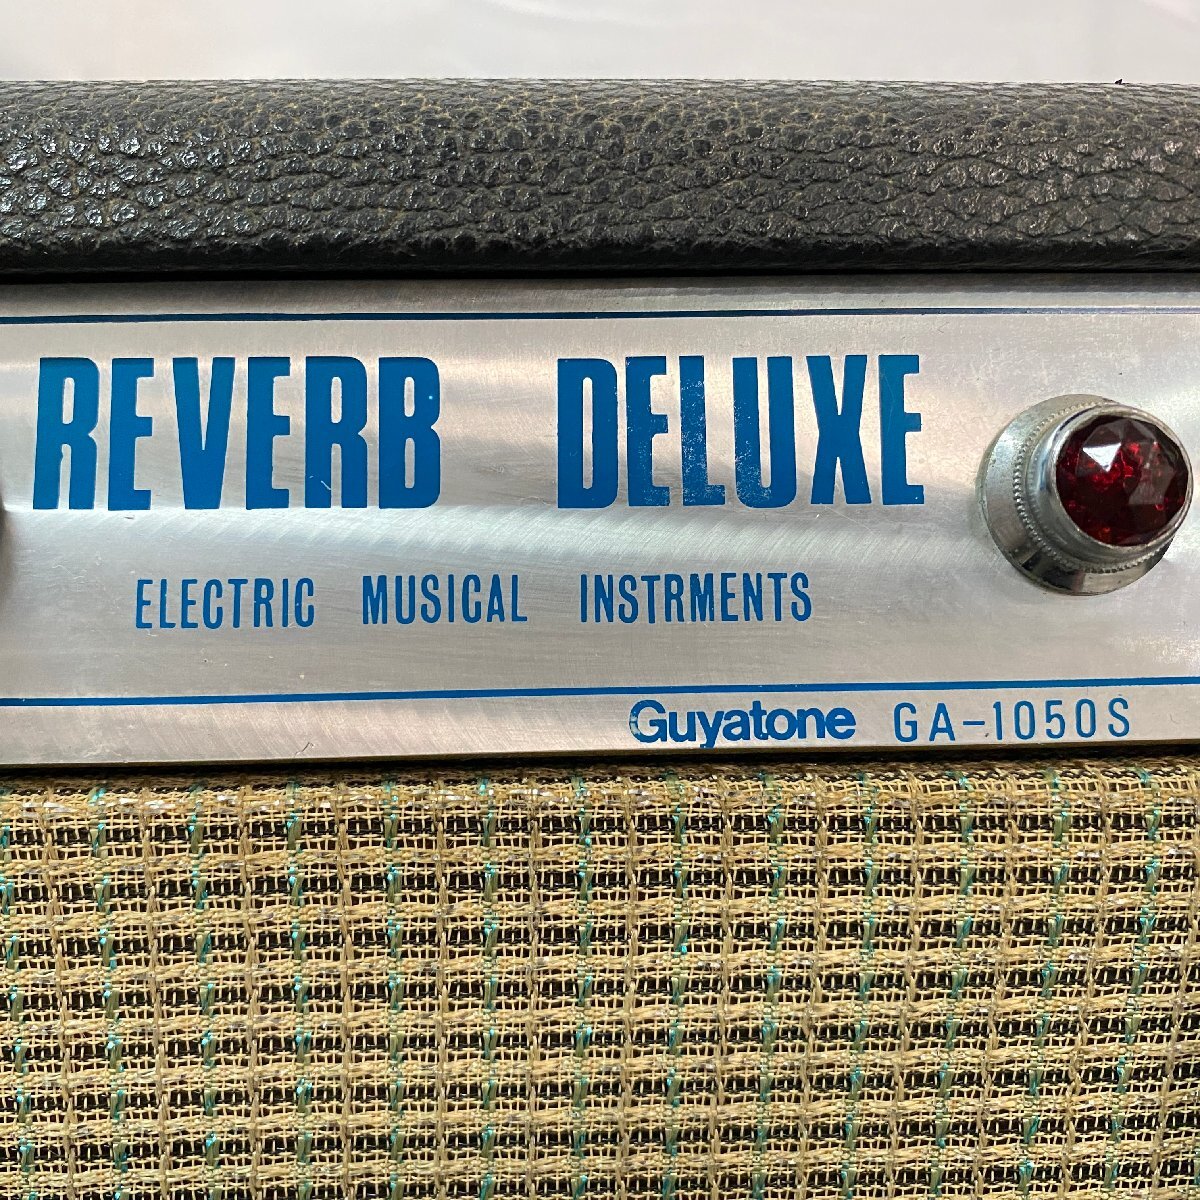 REVERB DELUXE
ELECTRIC MUSICAL INSTRMENTS
Guyatone GA-1050S